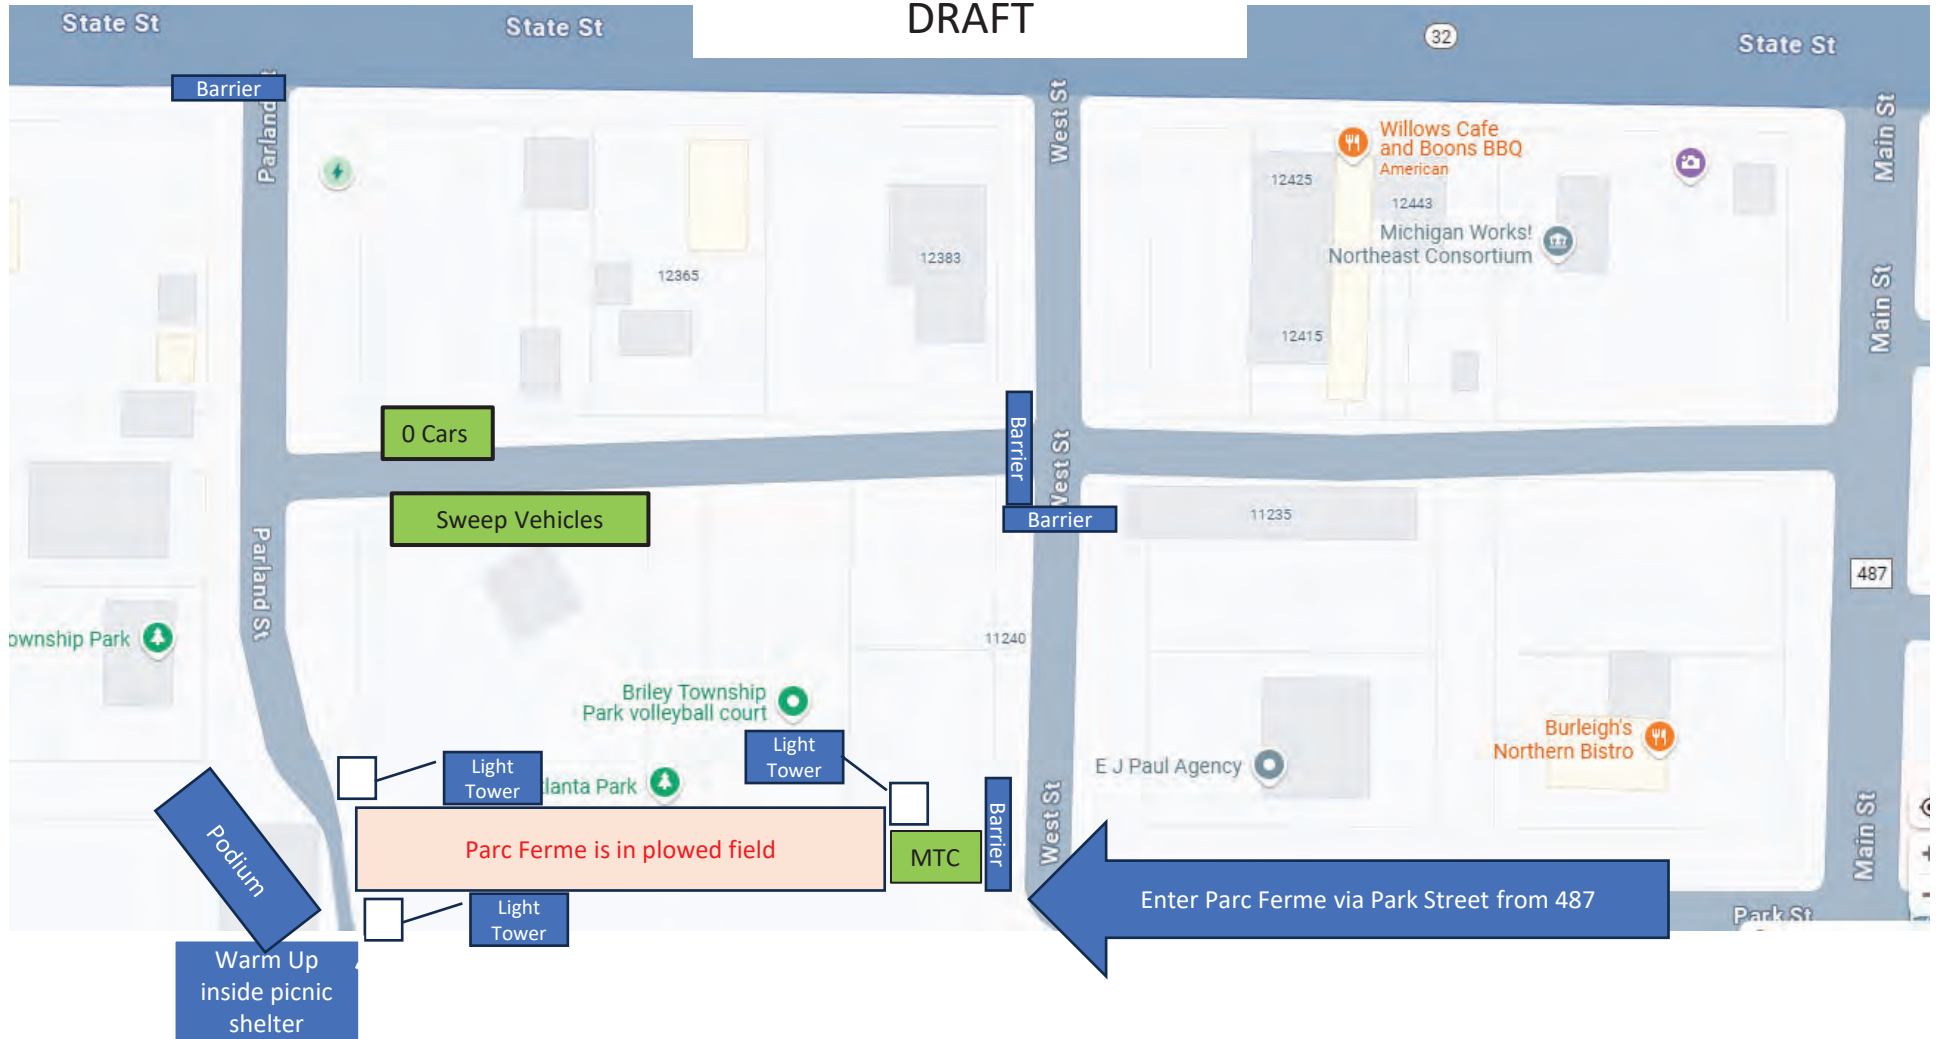 DRAFT
State St
State St
32
State St
Barrier
Parland
West St
Main St
Willows Cafe
and Boons BBQ
American
12425
12443
Michigan Works!
Northeast Consortium
12365
12383
12415
Main St
0 Cars
Barrier
West St
Sweep Vehicles
Barrier
11235
Parland St
487
ownship Park
11240
Briley Township
Park volleyball court
Burleigh's
Northern Bistro
Light
Tower
Light
Tower
lanta Park
E J Paul Agency
Podium
Parc Ferme is in plowed field
MTC
Barrier
West St
Main St
Enter Parc Ferme via Park Street from 487
Park St
Light
Tower
Warm Up
inside picnic
shelter